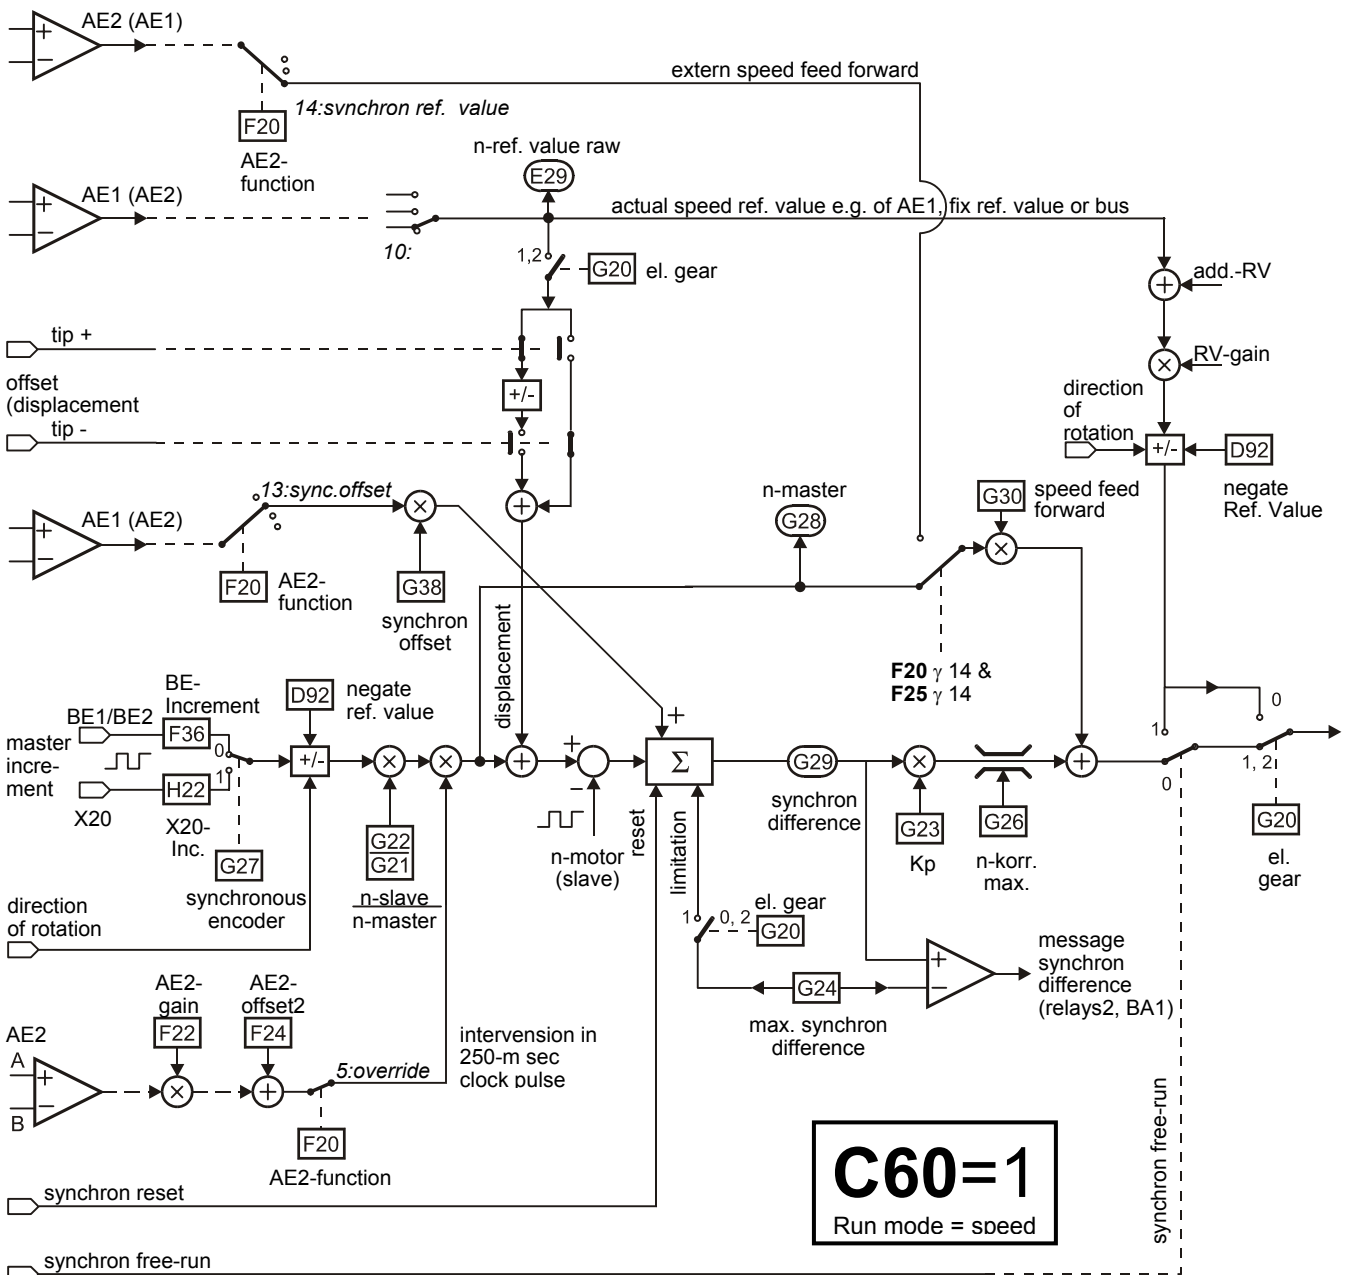 AE2 (AE1)
+
−
extern speed feed forward
14:svnchron ref. value
F20
AE2-
function
n-ref. value raw
E29
AE1 (AE2)
+
−
actual speed ref. value e.g. of AE1, fix ref. value or bus
10:
1,2
G20
el. gear
add.-RV
+
tip +
RV-gain
×
offset
(displacement
+/-
direction
of
rotation
+/-
D92
negate
Ref. Value
tip -
13:sync.offset
×
+
n-master
G28
G30
speed feed
forward
×
AE1 (AE2)
+
−
F20
AE2-
function
G38
synchron
offset
displacement
F20 γ 14 &
F25 γ 14
BE-
Increment
D92
negate
ref. value
+
BE1/BE2
F36
master
incre-
ment
0
1
+/-
×
×
+
+
−
Σ
G29
×
+
1
0
0
1, 2
H22
X20
X20-
Inc.
G27
synchronous
encoder
G22
G21
n-slave
n-master
n-motor
(slave)
reset
limitation
synchron
difference
G23
Kp
G26
n-korr.
max.
G20
el.
gear
direction
of rotation
1
0, 2
el. gear
G20
+
−
message
synchron
difference
(relays2, BA1)
G24
max. synchron
difference
AE2-
gain
AE2-
offset2
F22
F24
AE2
A
+
−
B
×
+
5:override
intervension in
250-m sec
clock pulse
F20
AE2-function
C60=1
Run mode = speed
synchron free-run
synchron reset
synchron free-run